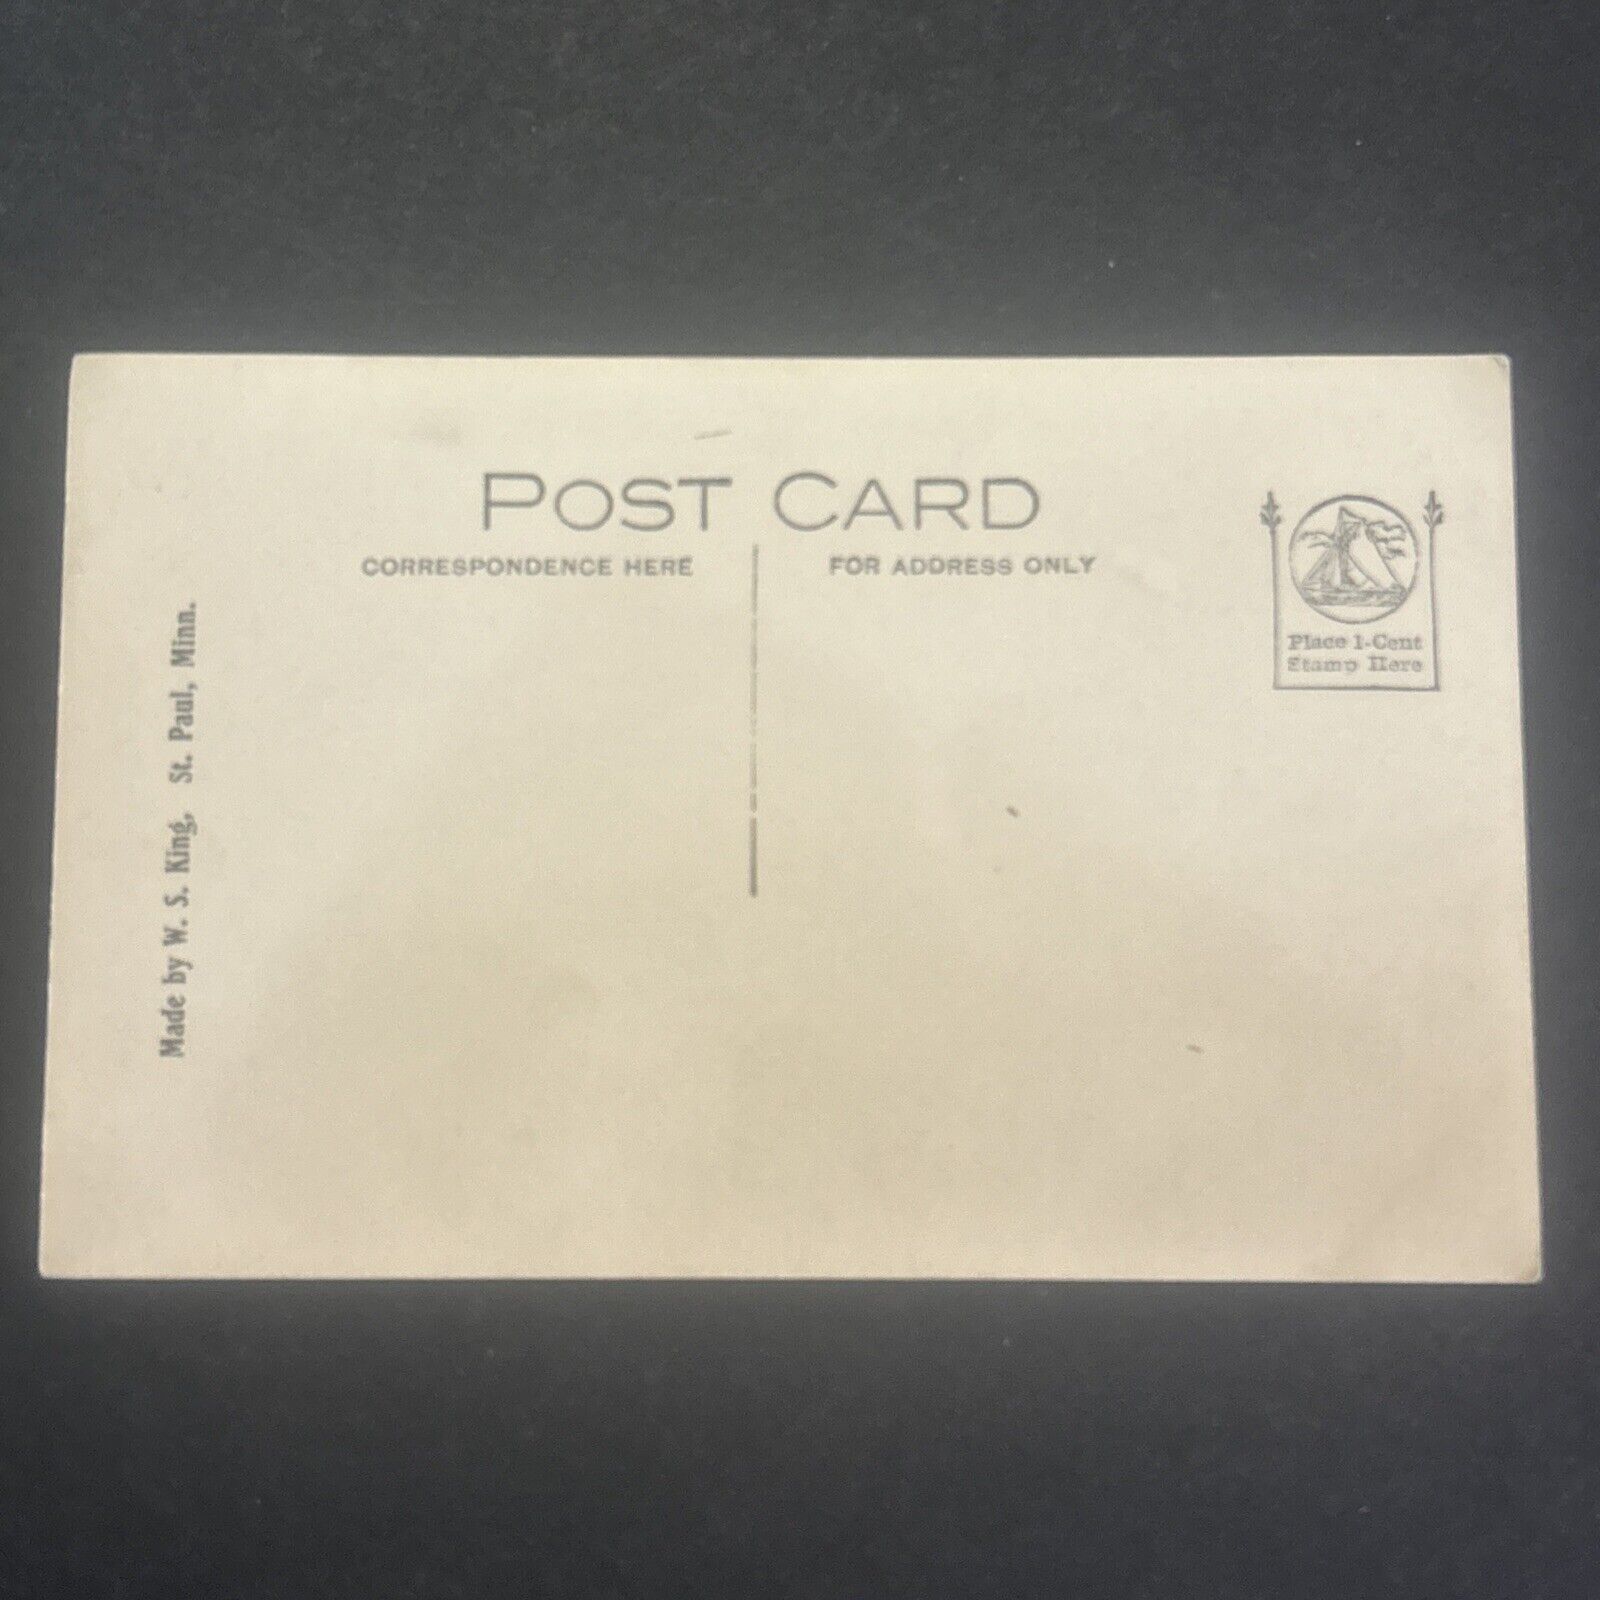 POST CARD
CORRESPONDENCE HERE
FOR ADDRESS ONLY
Place 1-Cent
Stamp Here
Made by W. S. King, St. Paul, Minn.